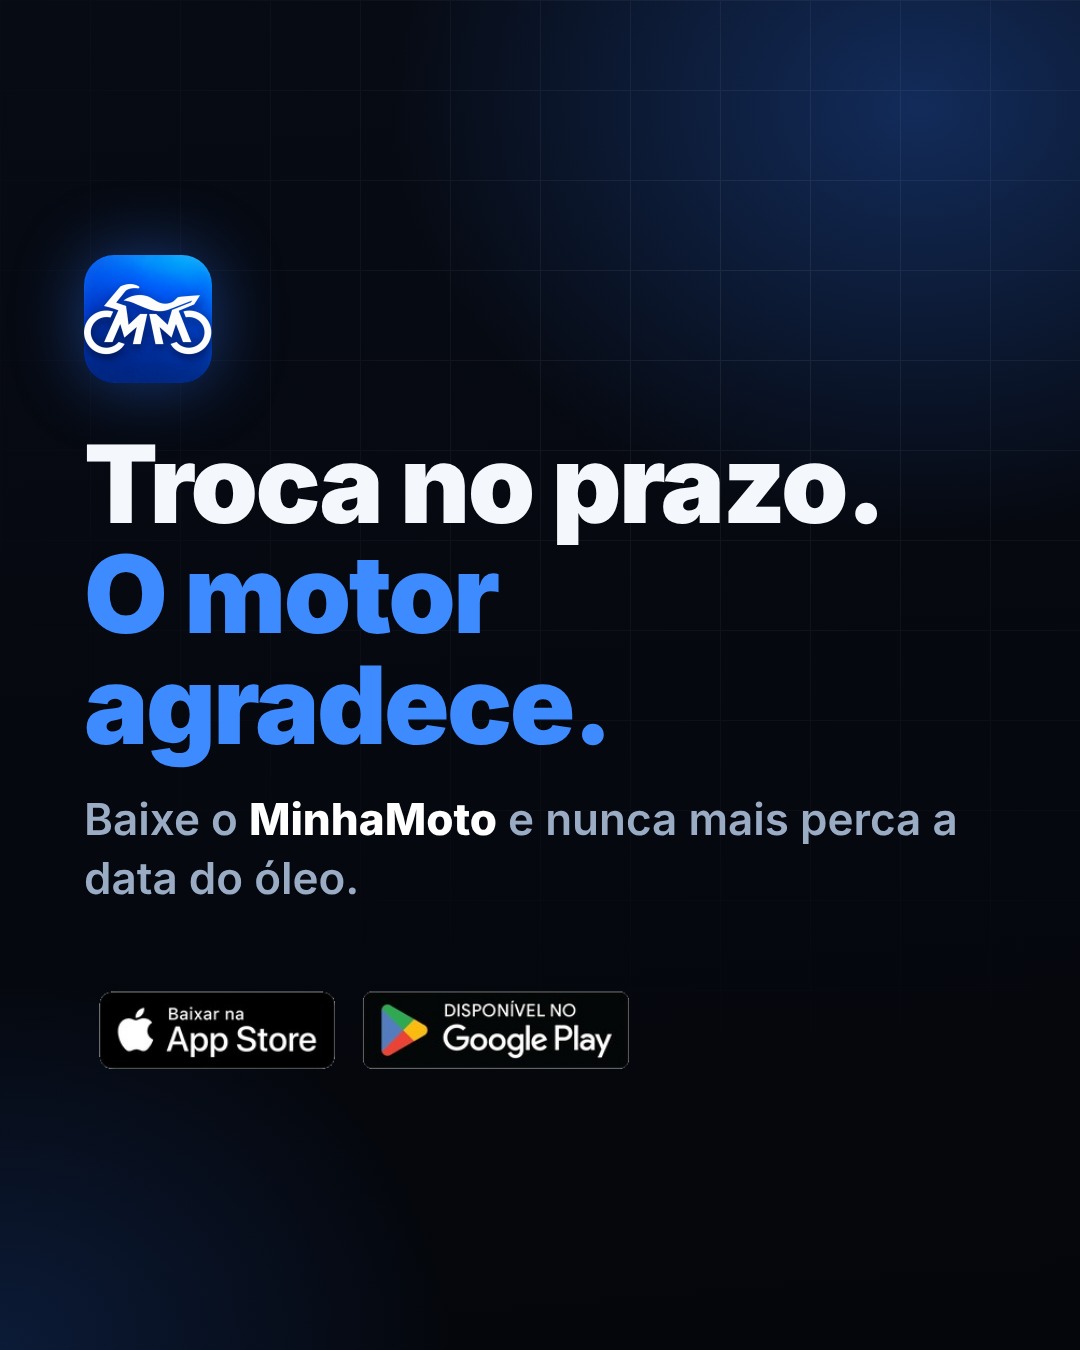 MM
Troca no prazo.
O motor
agradece.
Baixe o MinhaMoto e nunca mais perca a
data do óleo.
Baixar na
App Store
DISPONÍVEL NO
Google Play